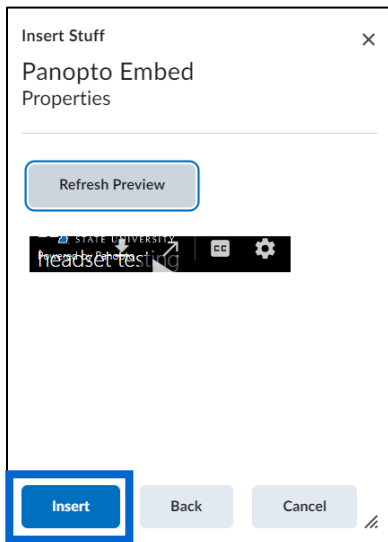 Insert Stuff
Panopto Embed
Properties
Refresh Preview
STATE UNIVERSITY
Powered by Panopto
headset testing
CC
Insert Back Cancel